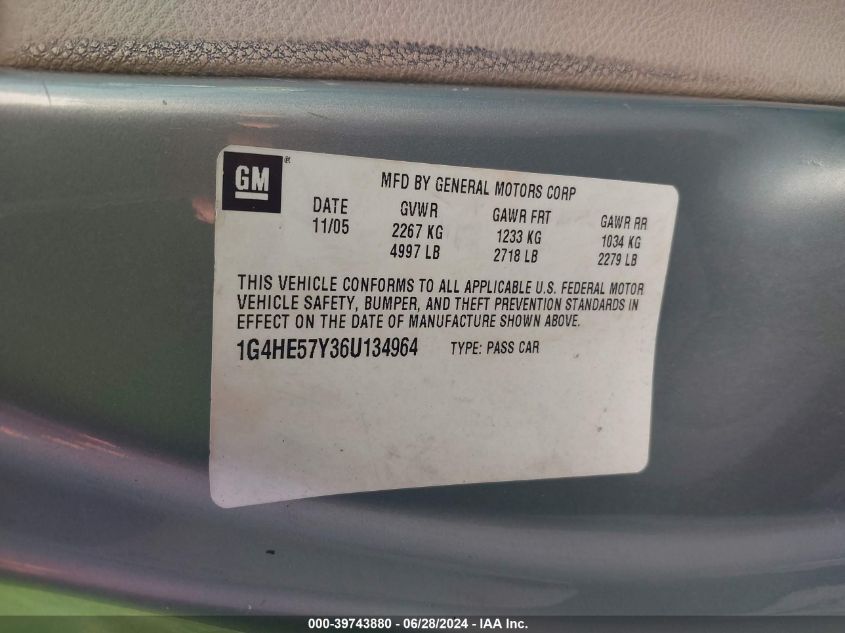 GM®
MFD BY GENERAL MOTORS CORP
DATE GVWR GAWR FRT GAWR RR
11/05 2267 KG 1233 KG 1034 KG
4997 LB 2718 LB 2279 LB
THIS VEHICLE CONFORMS TO ALL APPLICABLE U.S. FEDERAL MOTOR
VEHICLE SAFETY, BUMPER, AND THEFT PREVENTION STANDARDS IN
EFFECT ON THE DATE OF MANUFACTURE SHOWN ABOVE.
1G4HE57Y36U134964 TYPE: PASS CAR
000-39743880 - 06/28/2024 - IAA Inc.